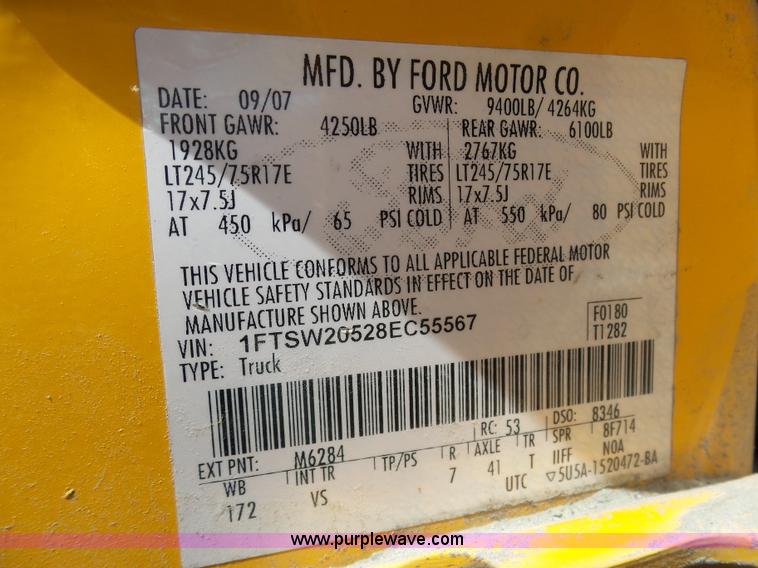 MFD. BY FORD MOTOR CO.
DATE: 09/07 GVWR: 9400LB/ 4264KG
FRONT GAWR: 4250LB REAR GAWR: 6100LB
1928KG WITH 2767KG WITH
LT245/75R17E TIRES LT245/75R17E TIRES
17x7.5J RIMS 17x7.5J RIMS
AT 450 kPa/ 65 PSI COLD AT 550 kPa/ 80 PSI COLD
THIS VEHICLE CONFORMS TO ALL APPLICABLE FEDERAL MOTOR
VEHICLE SAFETY STANDARDS IN EFFECT ON THE DATE OF
MANUFACTURE SHOWN ABOVE.
VIN: 1FTSW20528EC55567 F0180
TYPE: Truck T1282
EXT PNT: M6284 RC: 53 DSO: 8346
WB INT TR TP/PS R AXLE TR SPR 8F714
172 VS 7 41 T IIFF NOA
UTC ▽5U5A-1520472-BA
www.purplewave.com